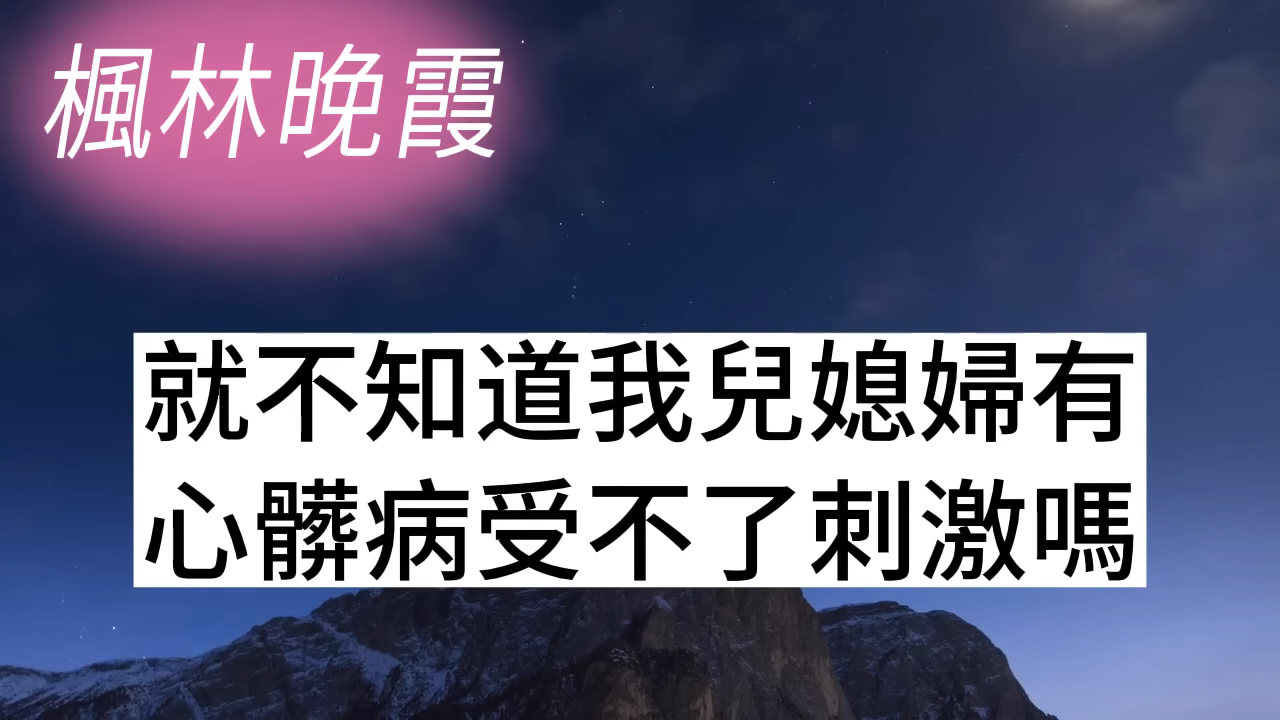 楓林晚霞
就不知道我兒媳婦有
心髒病受不了刺激嗎